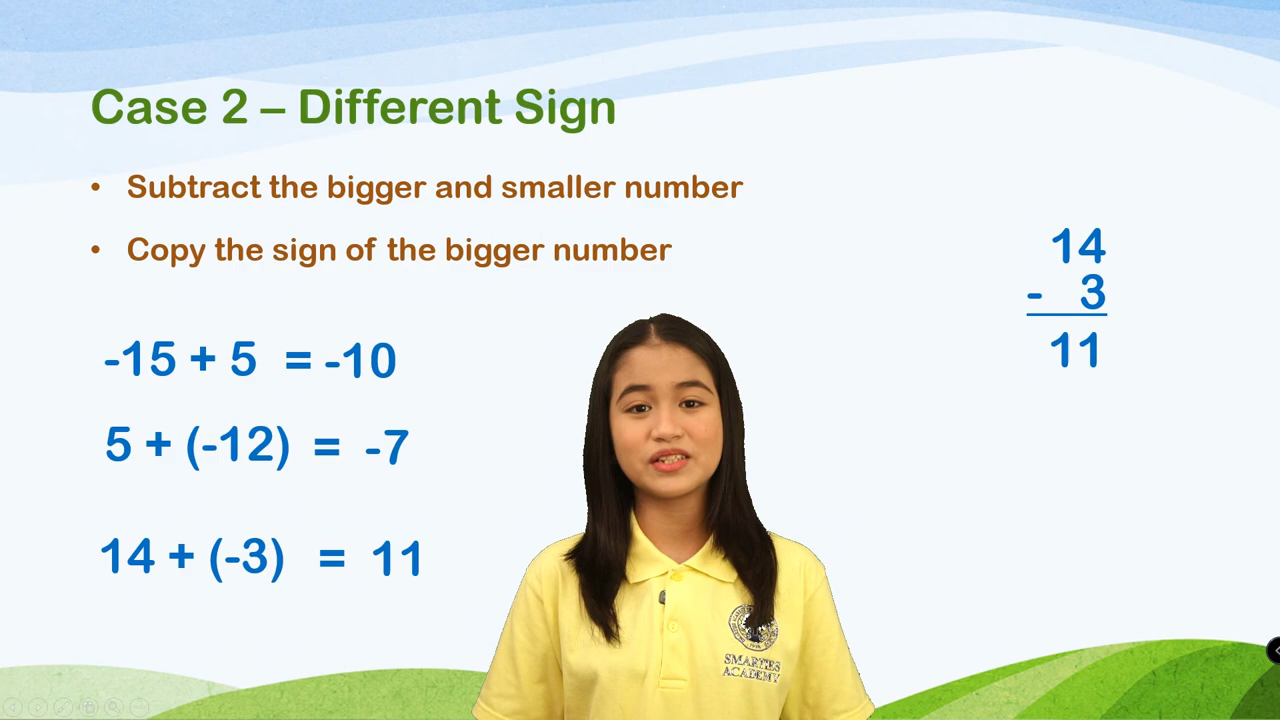 Case 2 – Different Sign
• Subtract the bigger and smaller number
• Copy the sign of the bigger number
14
- 3
11
-15 + 5 = -10
5 + (-12) = -7
14 + (-3) = 11
SMARTIES
ACADEMY